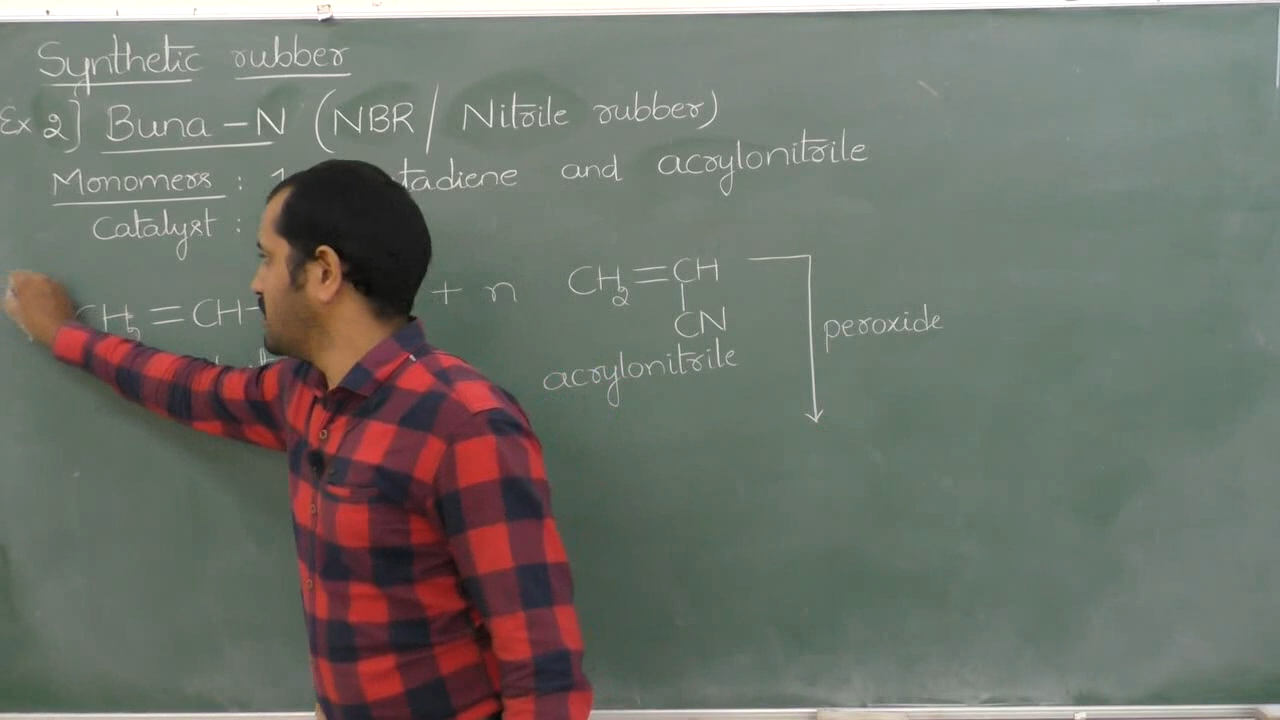 Synthetic rubber
Ex 2] Buna - N (NBR / Nitrile rubber)
Monomers : 1 tadiene and acrylonitrile
Catalyst :
CH2 = CH - + n CH2 = CH
CN
peroxide
acrylonitrile